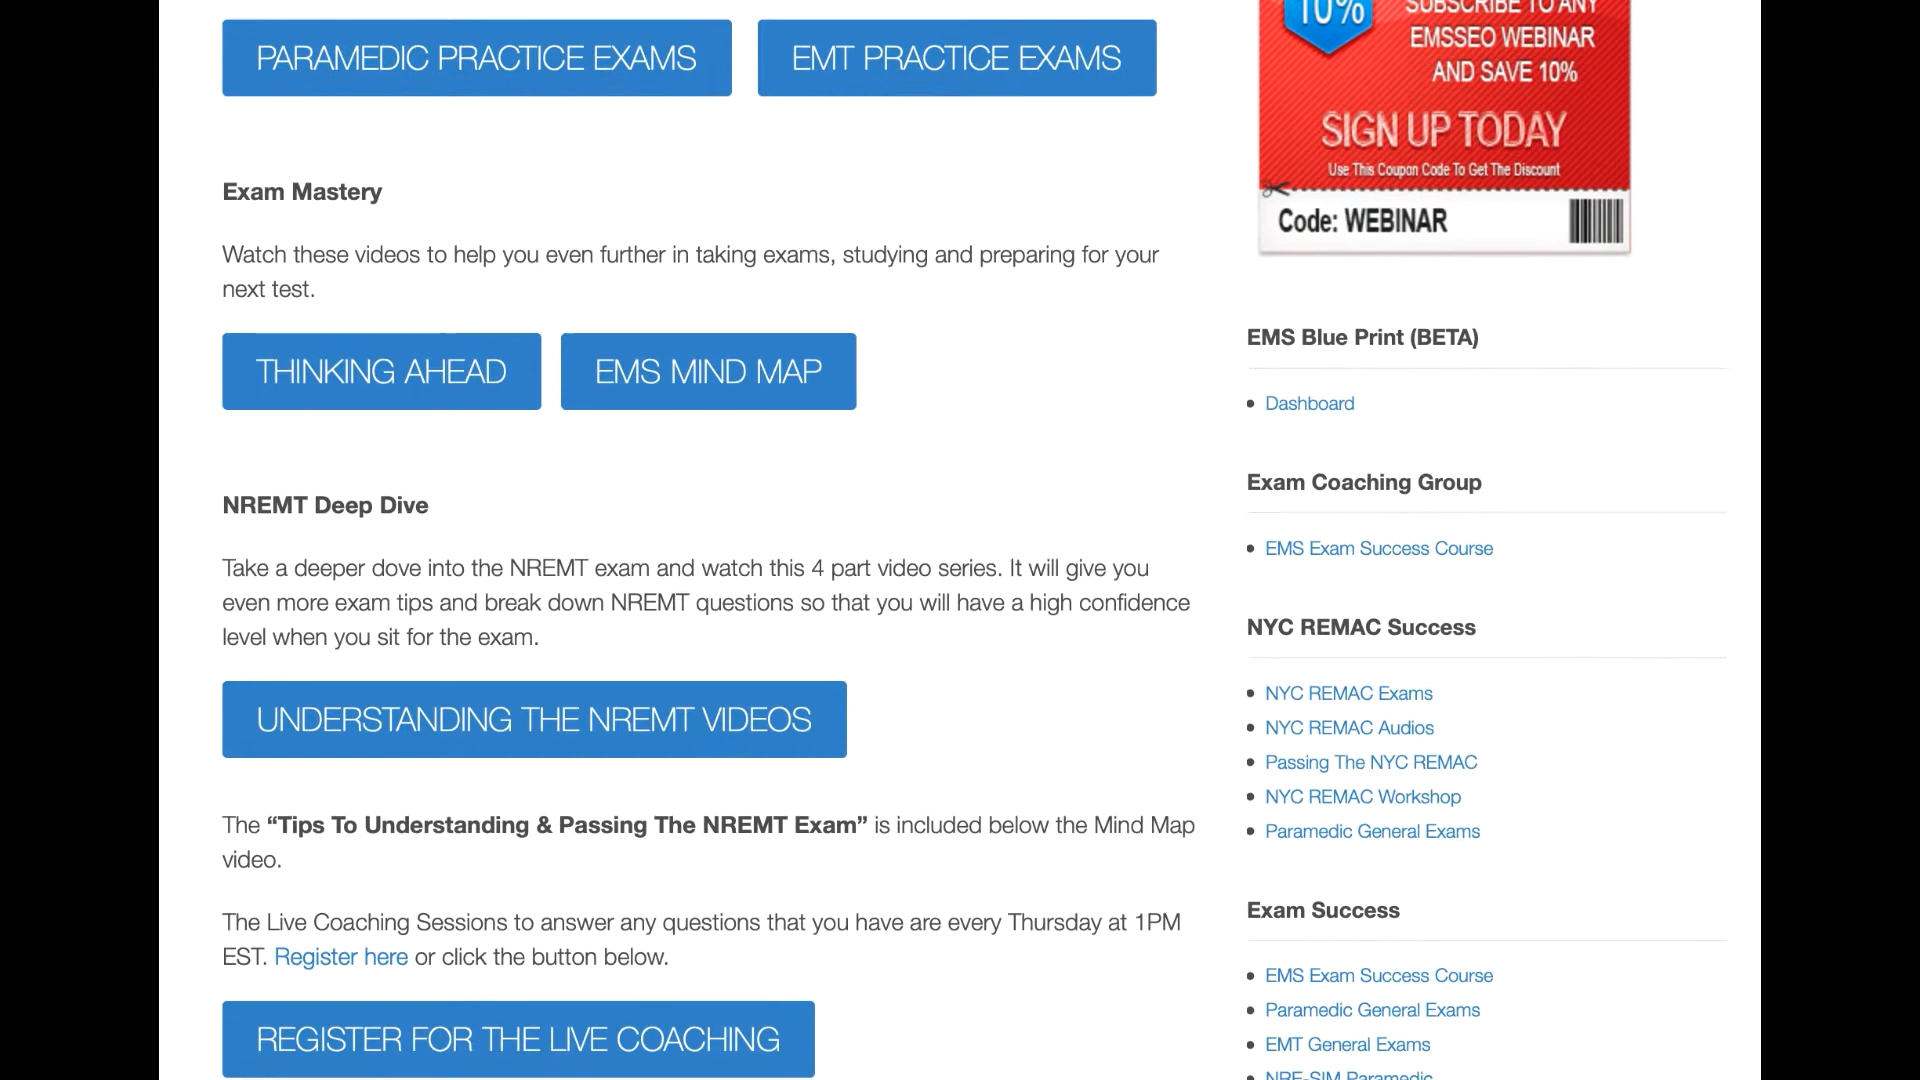 PARAMEDIC PRACTICE EXAMS
EMT PRACTICE EXAMS
Exam Mastery
Watch these videos to help you even further in taking exams, studying and preparing for your
next test.
THINKING AHEAD
EMS MIND MAP
NREMT Deep Dive
Take a deeper dove into the NREMT exam and watch this 4 part video series. It will give you
even more exam tips and break down NREMT questions so that you will have a high confidence
level when you sit for the exam.
UNDERSTANDING THE NREMT VIDEOS
The “Tips To Understanding & Passing The NREMT Exam” is included below the Mind Map
video.
The Live Coaching Sessions to answer any questions that you have are every Thursday at 1PM
EST. Register here or click the button below.
REGISTER FOR THE LIVE COACHING
10%
SUBSCRIBE TO ANY
EMSSEO WEBINAR
AND SAVE 10%
SIGN UP TODAY
Use This Coupon Code To Get The Discount
Code: WEBINAR
EMS Blue Print (BETA)
• Dashboard
Exam Coaching Group
• EMS Exam Success Course
NYC REMAC Success
• NYC REMAC Exams
• NYC REMAC Audios
• Passing The NYC REMAC
• NYC REMAC Workshop
• Paramedic General Exams
Exam Success
• EMS Exam Success Course
• Paramedic General Exams
• EMT General Exams
• NRE-SIM Paramedic